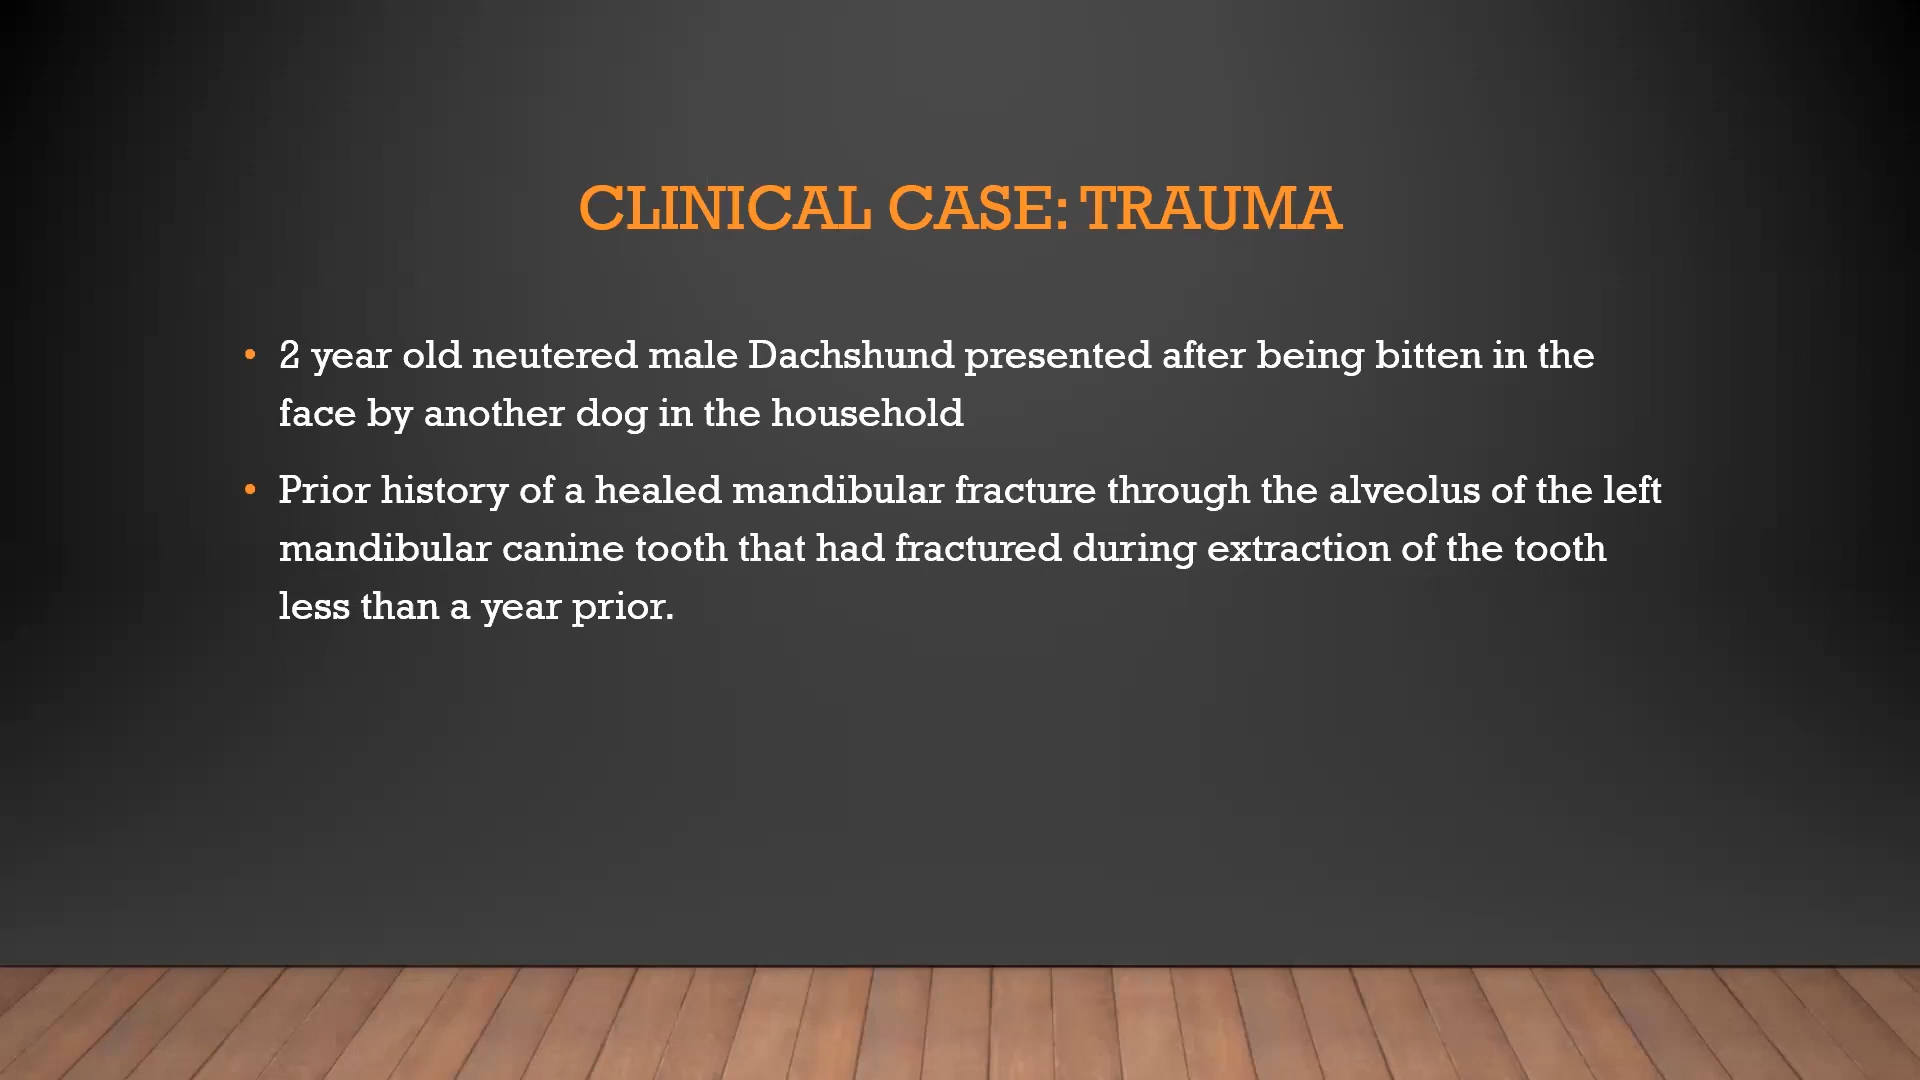 CLINICAL CASE: TRAUMA
• 2 year old neutered male Dachshund presented after being bitten in the
face by another dog in the household
• Prior history of a healed mandibular fracture through the alveolus of the left
mandibular canine tooth that had fractured during extraction of the tooth
less than a year prior.